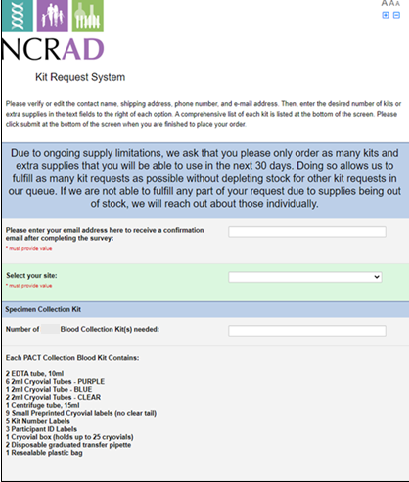 AAA
NCRAD
Kit Request System
Please verify or edit the contact name, shipping address, phone number, and e-mail address. Then, enter the desired number of kits or
extra supplies in the text fields to the right of each option. A comprehensive list of each kit is listed at the bottom of the screen. Please
click submit at the bottom of the screen when you are finished to place your order.
Due to ongoing supply limitations, we ask that you please only order as many kits and
extra supplies that you will be able to use in the next 30 days. Doing so allows us to
fulfill as many kit requests as possible without depleting stock for other kit requests in
our queue. If we are not able to fulfill any part of your request due to supplies being out
of stock, we will reach out about those individually.
Please enter your email address here to receive a confirmation
email after completing the survey:
* must provide value
Select your site:
* must provide value
Specimen Collection Kit
Number of Blood Collection Kit(s) needed:
Each PACT Collection Blood Kit Contains:
2 EDTA tube, 10ml
6 2ml Cryovial Tubes - PURPLE
1 2ml Cryovial Tube - BLUE
2 2ml Cryovial Tubes - CLEAR
1 Centrifuge tube, 15ml
9 Small Preprinted Cryovial labels (no clear tail)
5 Kit Number Labels
3 Participant ID Labels
1 Cryovial box (holds up to 25 cryovials)
2 Disposable graduated transfer pipette
1 Resealable plastic bag